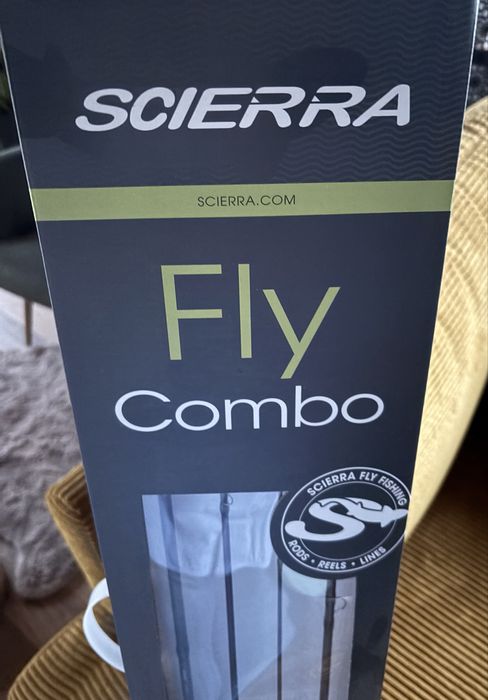 SCIERRA
SCIERRA.COM
Fly
Combo
SCIERRA FLY FISHING
RODS • REELS • LINES